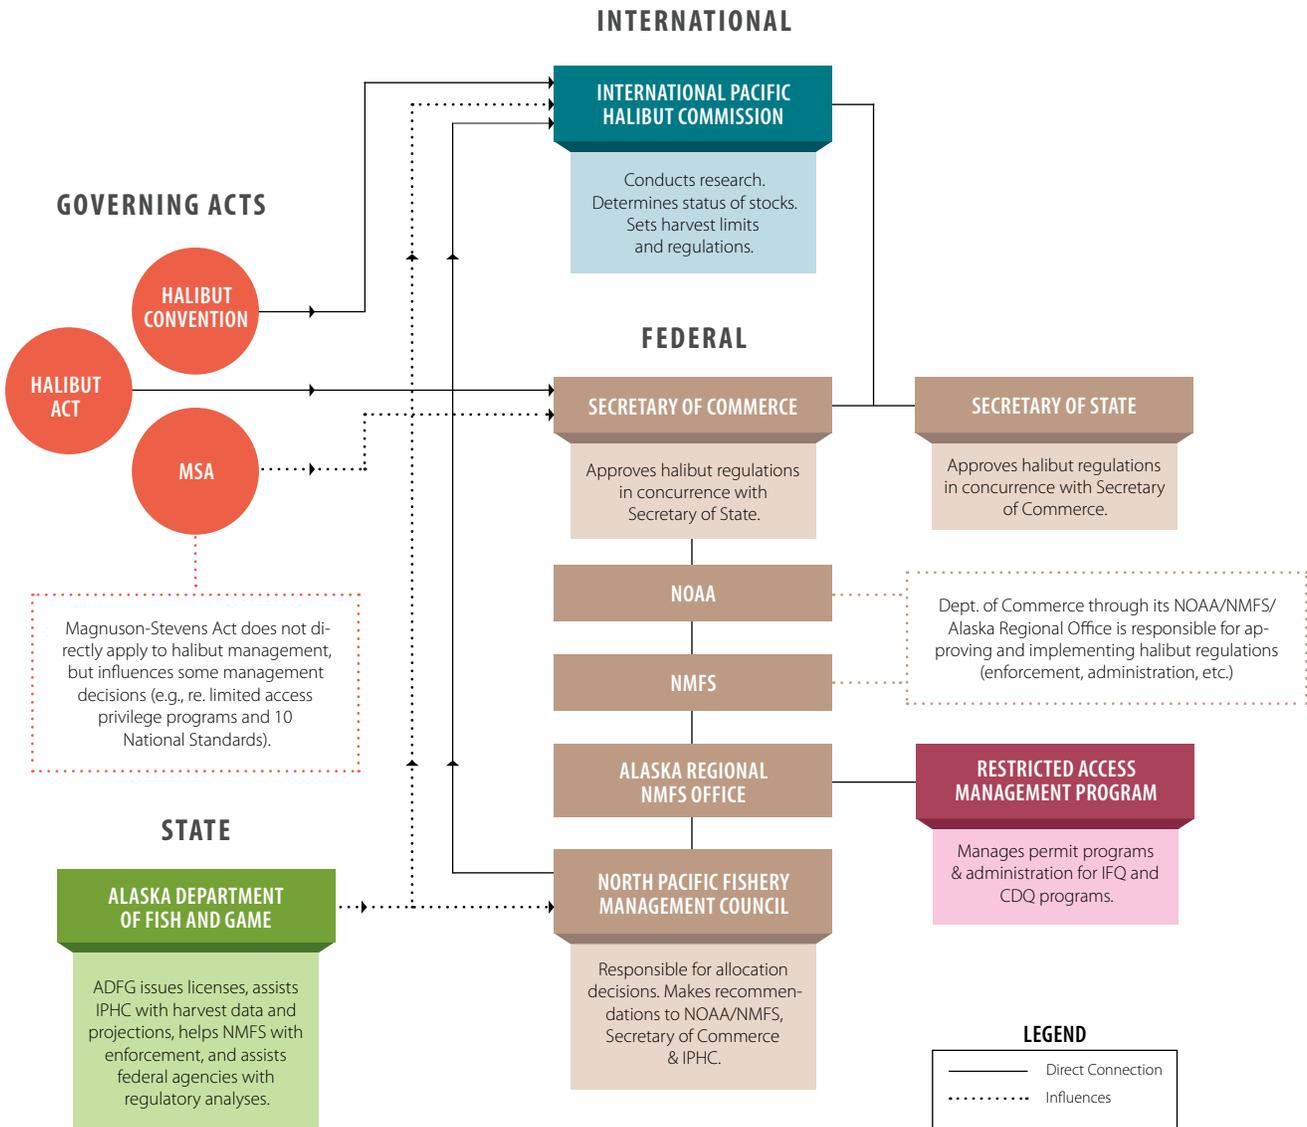 INTERNATIONAL
INTERNATIONAL PACIFIC
HALIBUT COMMISSION
Conducts research.
Determines status of stocks.
Sets harvest limits
and regulations.
GOVERNING ACTS
HALIBUT
CONVENTION
HALIBUT
ACT
MSA
Magnuson-Stevens Act does not di-
rectly apply to halibut management,
but influences some management
decisions (e.g., re. limited access
privilege programs and 10
National Standards).
FEDERAL
SECRETARY OF COMMERCE
Approves halibut regulations
in concurrence with
Secretary of State.
SECRETARY OF STATE
Approves halibut regulations
in concurrence with Secretary
of Commerce.
NOAA
NMFS
Dept. of Commerce through its NOAA/NMFS/
Alaska Regional Office is responsible for ap-
proving and implementing halibut regulations
(enforcement, administration, etc.)
ALASKA REGIONAL
NMFS OFFICE
RESTRICTED ACCESS
MANAGEMENT PROGRAM
Manages permit programs
& administration for IFQ and
CDQ programs.
STATE
ALASKA DEPARTMENT
OF FISH AND GAME
ADFG issues licenses, assists
IPHC with harvest data and
projections, helps NMFS with
enforcement, and assists
federal agencies with
regulatory analyses.
NORTH PACIFIC FISHERY
MANAGEMENT COUNCIL
Responsible for allocation
decisions. Makes recommen-
dations to NOAA/NMFS,
Secretary of Commerce
& IPHC.
LEGEND
Direct Connection
Influences